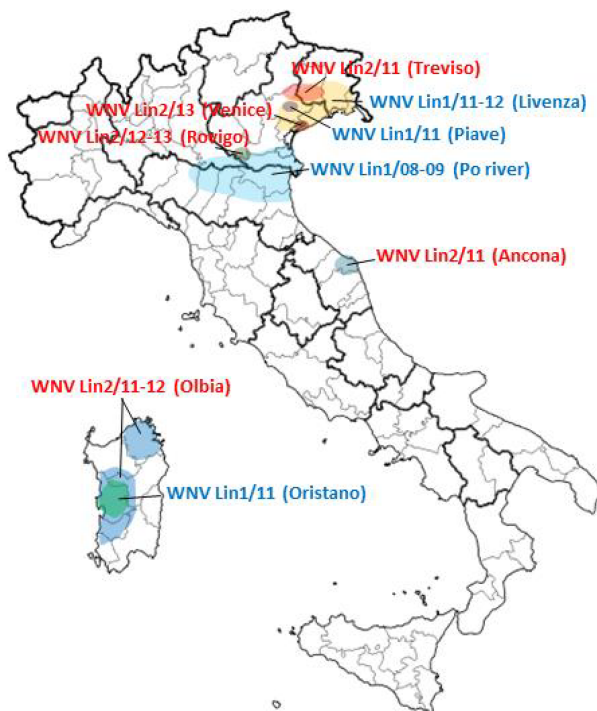 WNV Lin2/11 (Treviso)
WNV Lin1/11-12 (Livenza)
WNV Lin2/13 (Venice)
WNV Lin1/11 (Piave)
WNV Lin2/12-13 (Rovigo)
WNV Lin1/08-09 (Po river)
WNV Lin2/11 (Ancona)
WNV Lin2/11-12 (Olbia)
WNV Lin1/11 (Oristano)